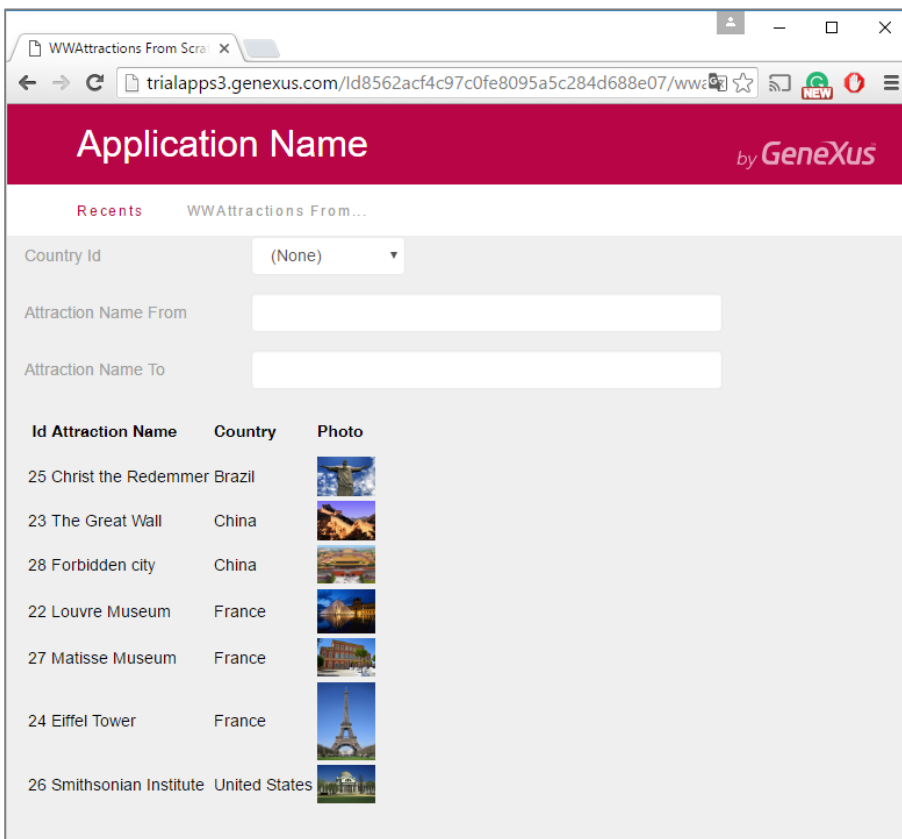 WWAttractions From Scra
trialapps3.genexus.com/Id8562acf4c97c0fe8095a5c284d688e07/wwa
NEW
Application Name
by GeneXus
Recents WWAttractions From...
Country Id (None)
Attraction Name From
Attraction Name To
Id Attraction Name Country Photo
25 Christ the Redemmer Brazil
23 The Great Wall China
28 Forbidden city China
22 Louvre Museum France
27 Matisse Museum France
24 Eiffel Tower France
26 Smithsonian Institute United States